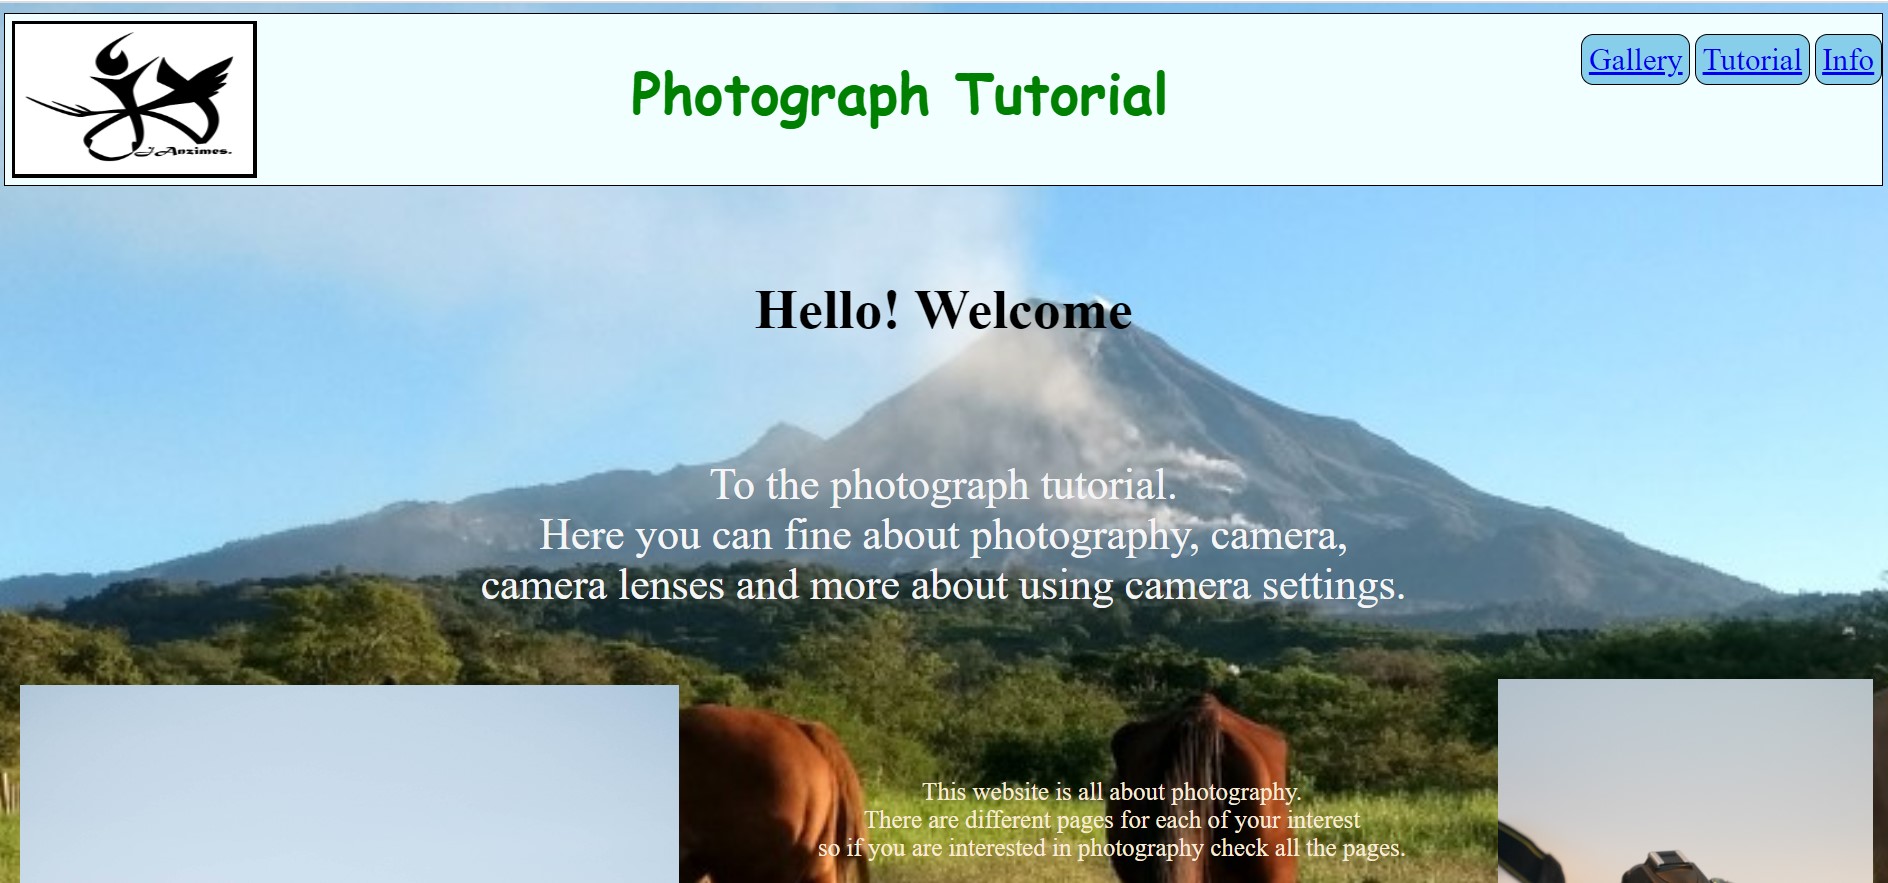 J Anzimes.
Photograph Tutorial
Gallery Tutorial Info
Hello! Welcome
To the photograph tutorial.
Here you can fine about photography, camera,
camera lenses and more about using camera settings.
This website is all about photography.
There are different pages for each of your interest
so if you are interested in photography check all the pages.